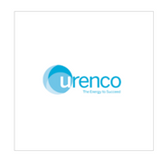 urenco
The Energy to Succeed